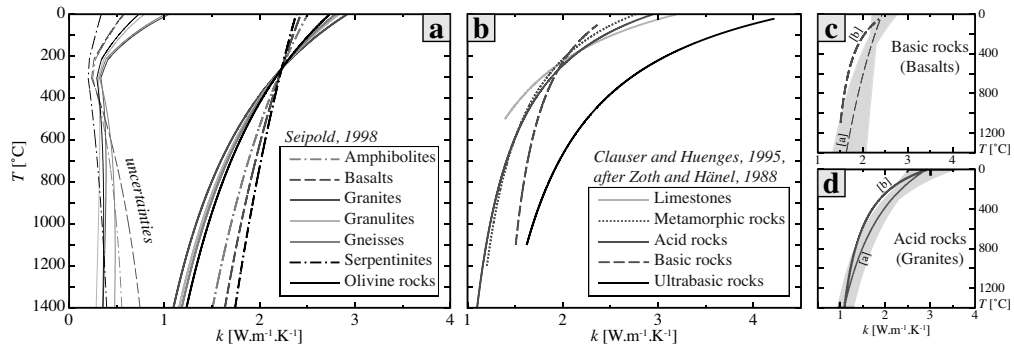 a
0
200
400
600
800
1000
1200
1400
T [°C]
uncertainties
Seipold, 1998
Amphibolites
Basalts
Granites
Granulites
Gneisses
Serpentinites
Olivine rocks
0
1
2
3
4
k [W.m⁻¹.K⁻¹]
b
Clauser and Huenges, 1995,
after Zoth and Hänel, 1988
Limestones
Metamorphic rocks
Acid rocks
Basic rocks
Ultrabasic rocks
1
2
3
4
k [W.m⁻¹.K⁻¹]
c
[b]
Basic rocks
(Basalts)
[a]
0
400
800
1200
T [°C]
1
2
3
4
d
[b]
[a]
Acid rocks
(Granites)
0
400
800
T [°C]
1200
1
2
3
4
k [W.m⁻¹.K⁻¹]